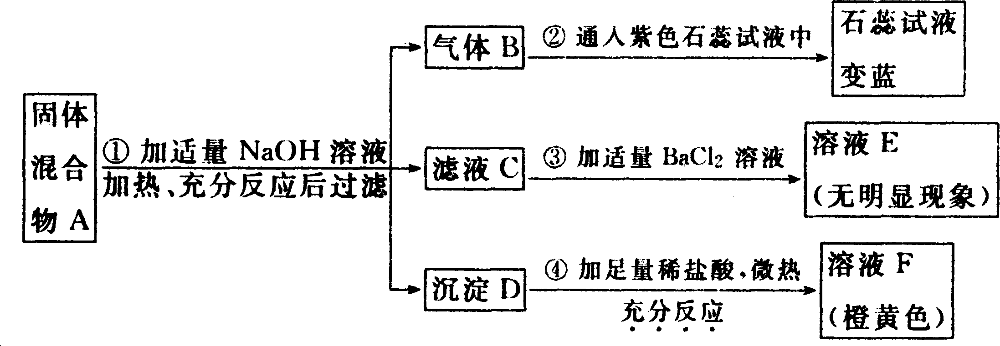 固体
混合
物 A
① 加适量 NaOH 溶液
加热、充分反应后过滤
气体 B
② 通入紫色石蕊试液中
石蕊试液
变蓝
滤液 C
③ 加适量 BaCl₂ 溶液
溶液 E
(无明显现象)
沉淀 D
④ 加足量稀盐酸、微热
充分反应
溶液 F
(橙黄色)